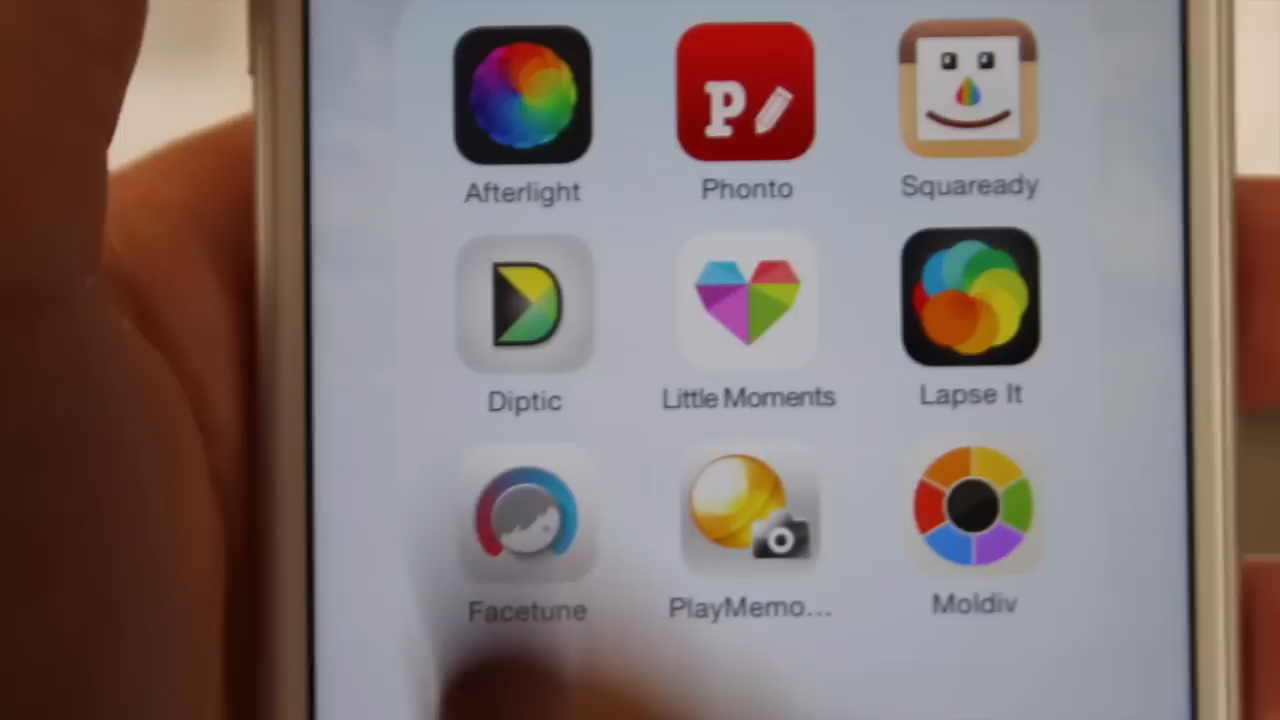 Afterlight
Phonto
Squaready
Diptic
Little Moments
Lapse It
Facetune
PlayMemo...
Moldiv